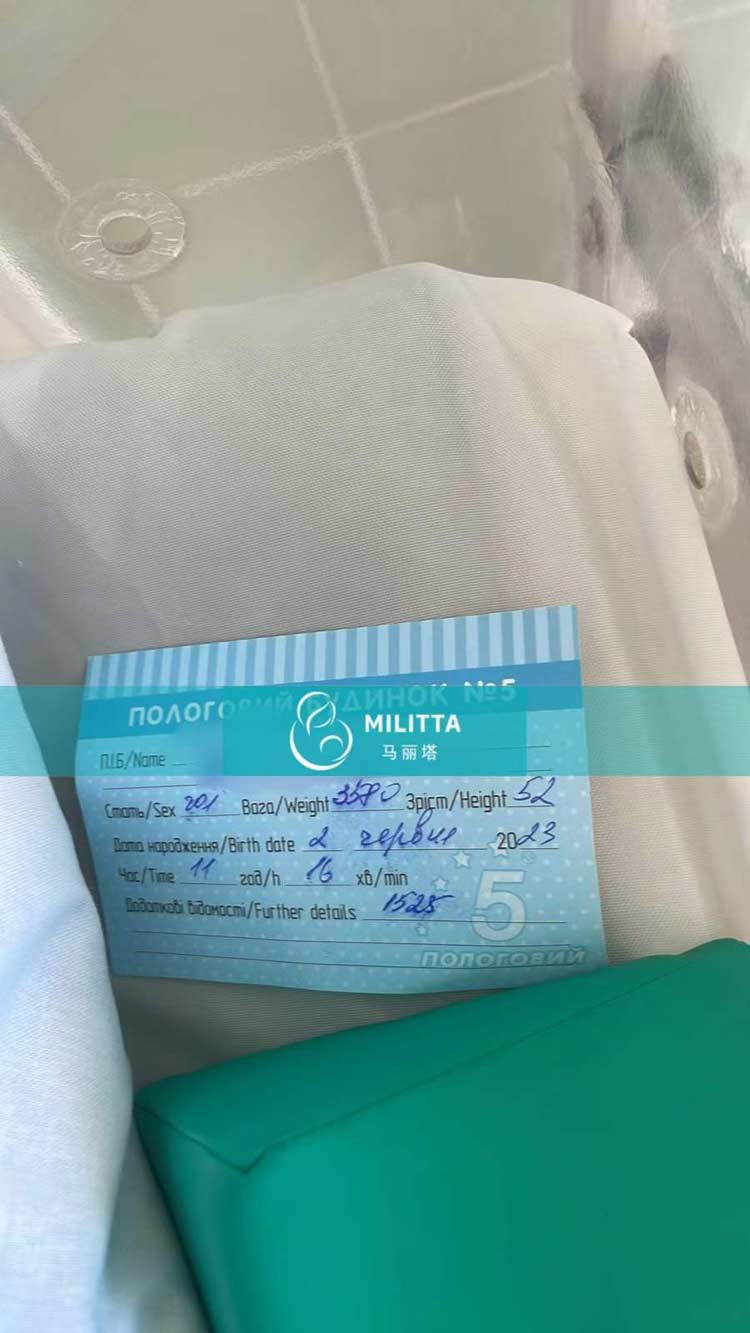 ПОЛОГОВИЙ БУДИНОК №5
MILITTA
马丽塔
П.І.Б/Name
Стать/Sex чол Вага/Weight 3580 Зріст/Height 52
Дата народження/Birth date 2 червня 2023
Час/Time 11 год/h 16 хв/min
Додаткові відомості/Further details 1525
5
ПОЛОГОВИЙ